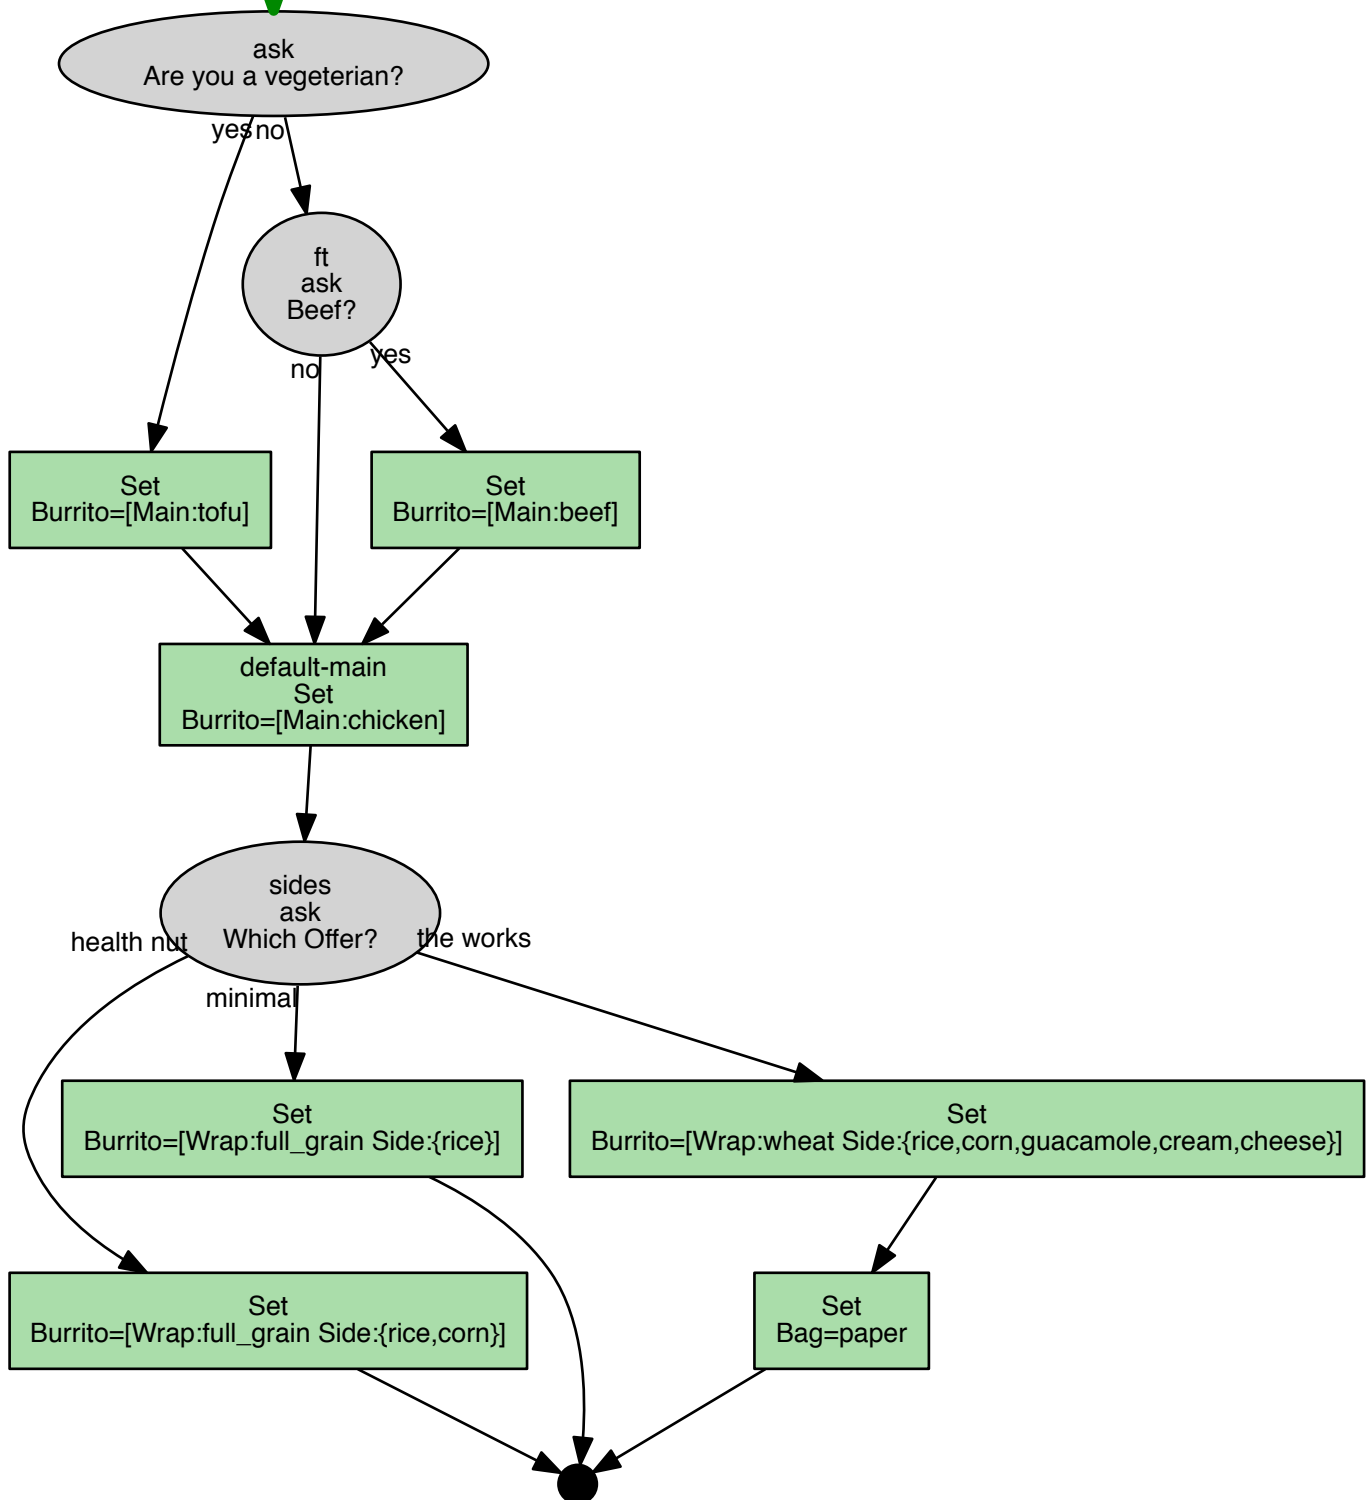 ask
Are you a vegeterian?
yes
no
ft
ask
Beef?
no
yes
Set
Burrito=[Main:tofu]
Set
Burrito=[Main:beef]
default-main
Set
Burrito=[Main:chicken]
sides
ask
Which Offer?
health nut
the works
minimal
Set
Burrito=[Wrap:full_grain Side:{rice}]
Set
Burrito=[Wrap:wheat Side:{rice,corn,guacamole,cream,cheese}]
Set
Burrito=[Wrap:full_grain Side:{rice,corn}]
Set
Bag=paper